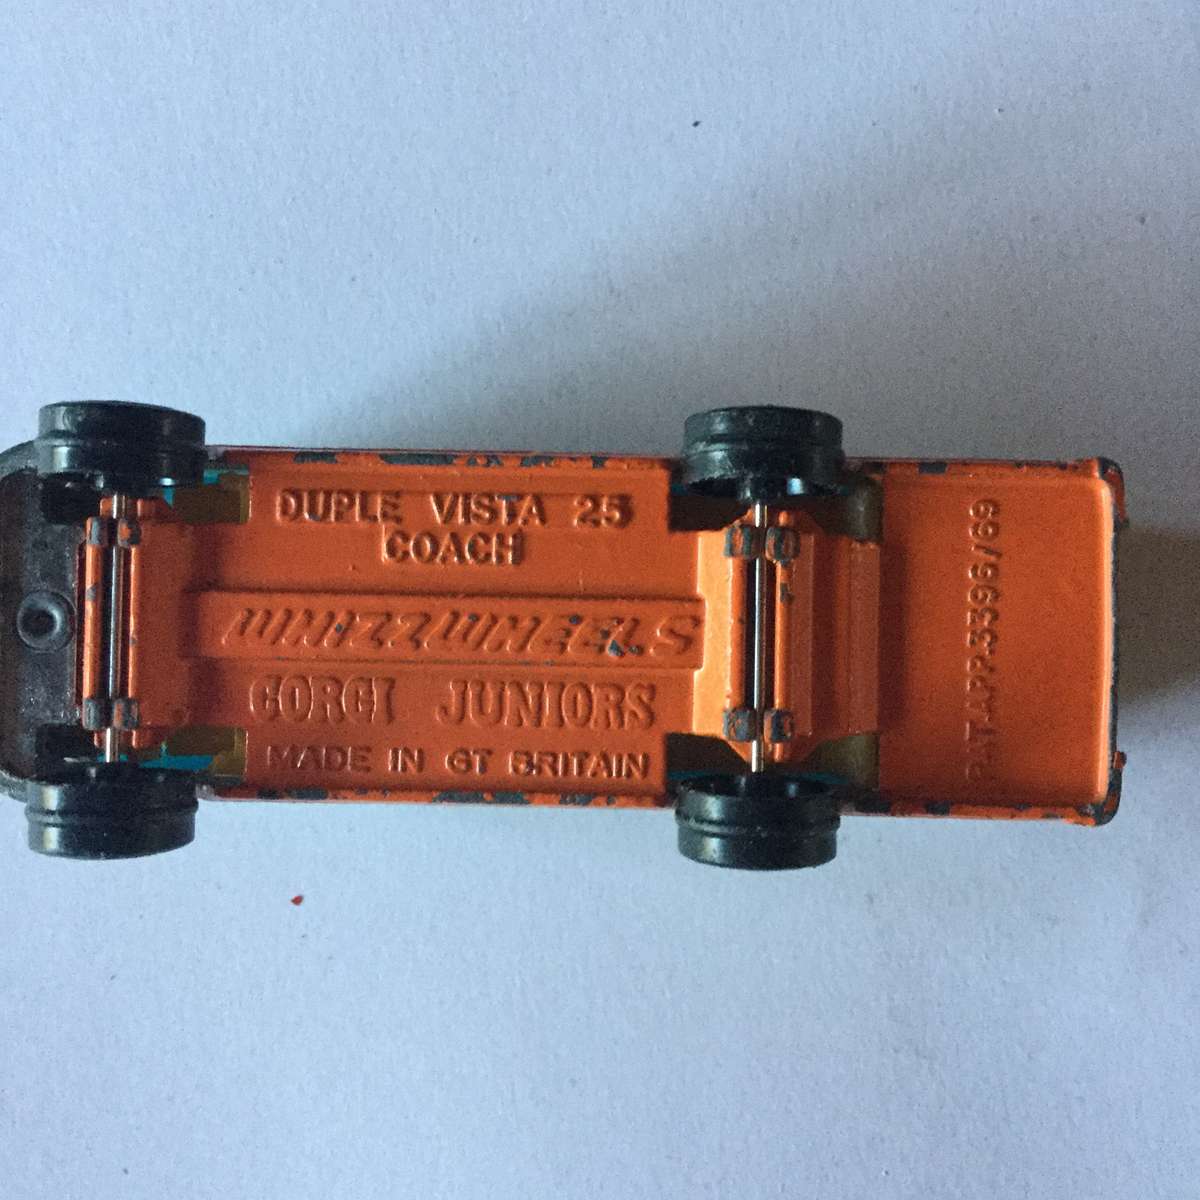 DUPLE VISTA 25
COACH
WHIZZWHEELS
CORGI JUNIORS
MADE IN GT BRITAIN
PAT.APP.3396/69